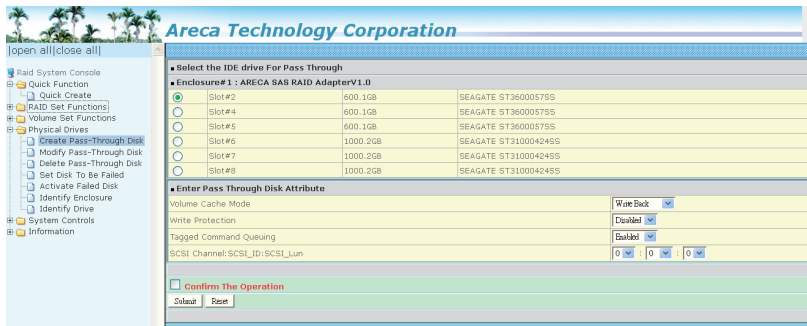 Areca Technology Corporation
|open all|close all|
Raid System Console
Quick Function
Quick Create
RAID Set Functions
Volume Set Functions
Physical Drives
Create Pass-Through Disk
Modify Pass-Through Disk
Delete Pass-Through Disk
Set Disk To Be Failed
Activate Failed Disk
Identify Enclosure
Identify Drive
System Controls
Information
Select the IDE drive For Pass Through
Enclosure#1 : ARECA SAS RAID AdapterV1.0
Slot#2 600.1GB SEAGATE ST3600057SS
Slot#4 600.1GB SEAGATE ST3600057SS
Slot#5 600.1GB SEAGATE ST3600057SS
Slot#6 1000.2GB SEAGATE ST31000424SS
Slot#7 1000.2GB SEAGATE ST31000424SS
Slot#8 1000.2GB SEAGATE ST31000424SS
Enter Pass Through Disk Attribute
Volume Cache Mode Write Back
Write Protection Disabled
Tagged Command Queuing Enabled
SCSI Channel:SCSI_ID:SCSI_Lun 0 : 0 : 0
Confirm The Operation
Submit Reset